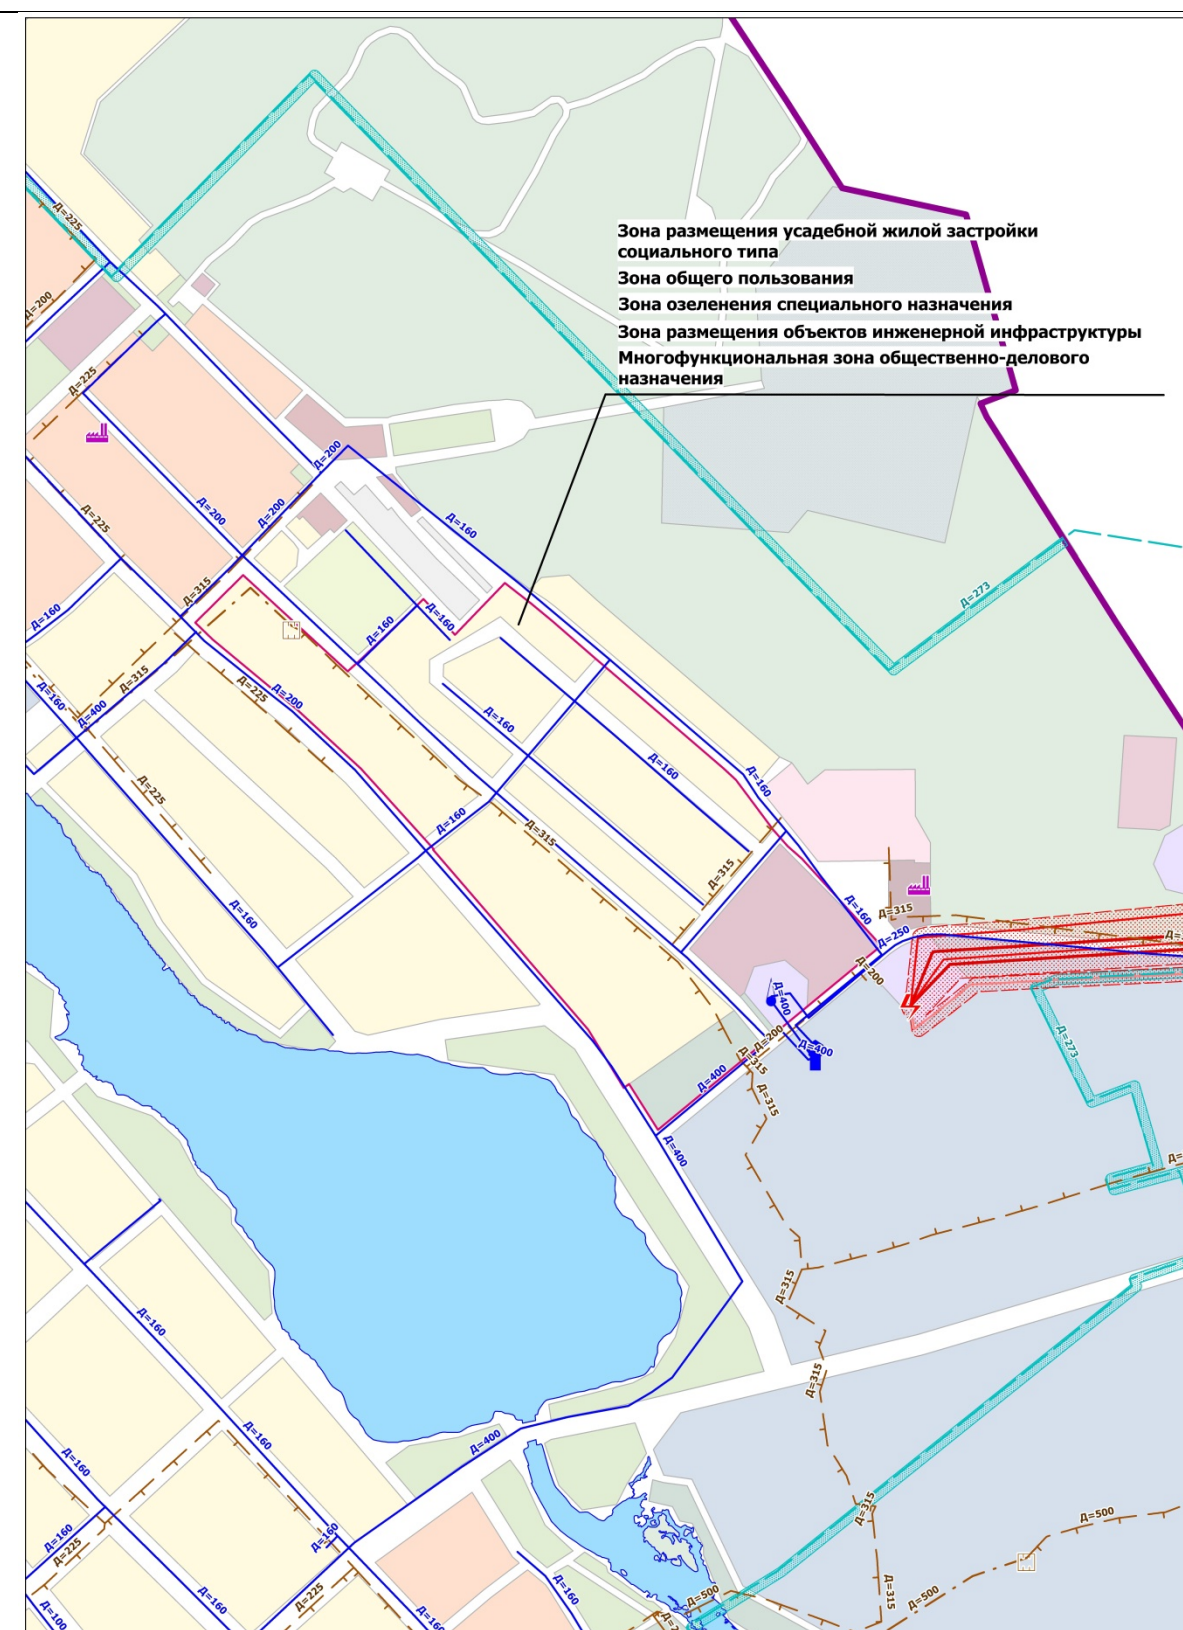 Д=225
Д=200
Зона размещения усадебной жилой застройки
социального типа
Зона общего пользования
Зона озеленения специального назначения
Зона размещения объектов инженерной инфраструктуры
Многофункциональная зона общественно-делового
назначения
Д=225
Д=200
Д=225
Д=200
Д=200
Д=160
Д=315
Д=273
Д=160
Д=160
Д=160
Д=315
Д=225
Д=200
Д=160
Д=400
Д=160
Д=160
Д=160
Д=225
Д=160
Д=315
Д=315
Д=160
Д=315
Д=160
Д=250
Д=200
Д=400
Д=200
Д=400
Д=315
Д=400
Д=273
Д=315
Д=400
Д=315
Д=160
Д=315
Д=160
Д=400
Д=160
Д=315
Д=500
Д=160
Д=225
Д=160
Д=315
Д=160
Д=225
Д=160
Д=500
Д=500
Д=100